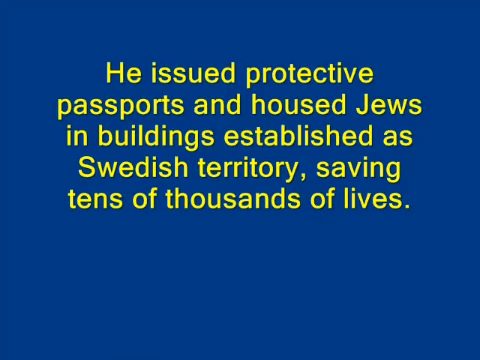 He issued protective
passports and housed Jews
in buildings established as
Swedish territory, saving
tens of thousands of lives.